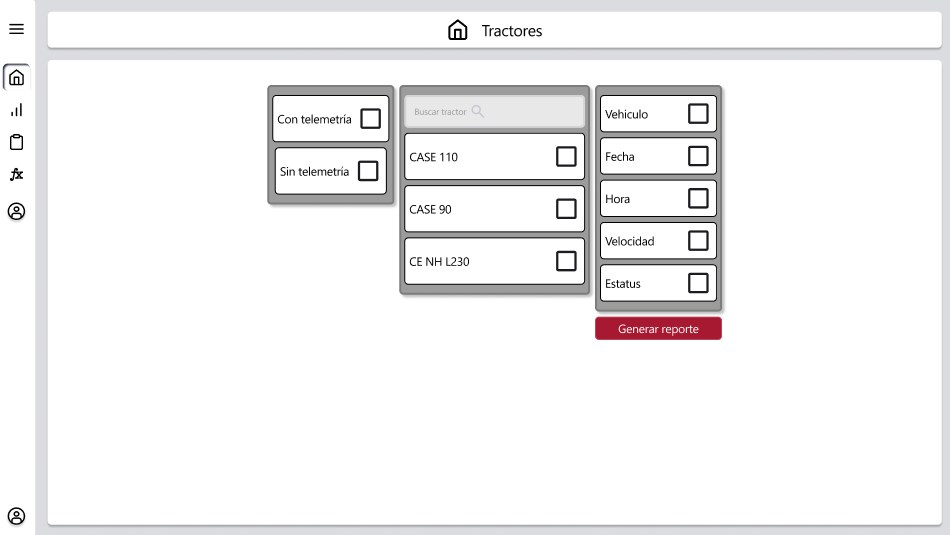 Tractores
Con telemetría
Sin telemetría
Buscar tractor
CASE 110
CASE 90
CE NH L230
Vehiculo
Fecha
Hora
Velocidad
Estatus
Generar reporte
fx